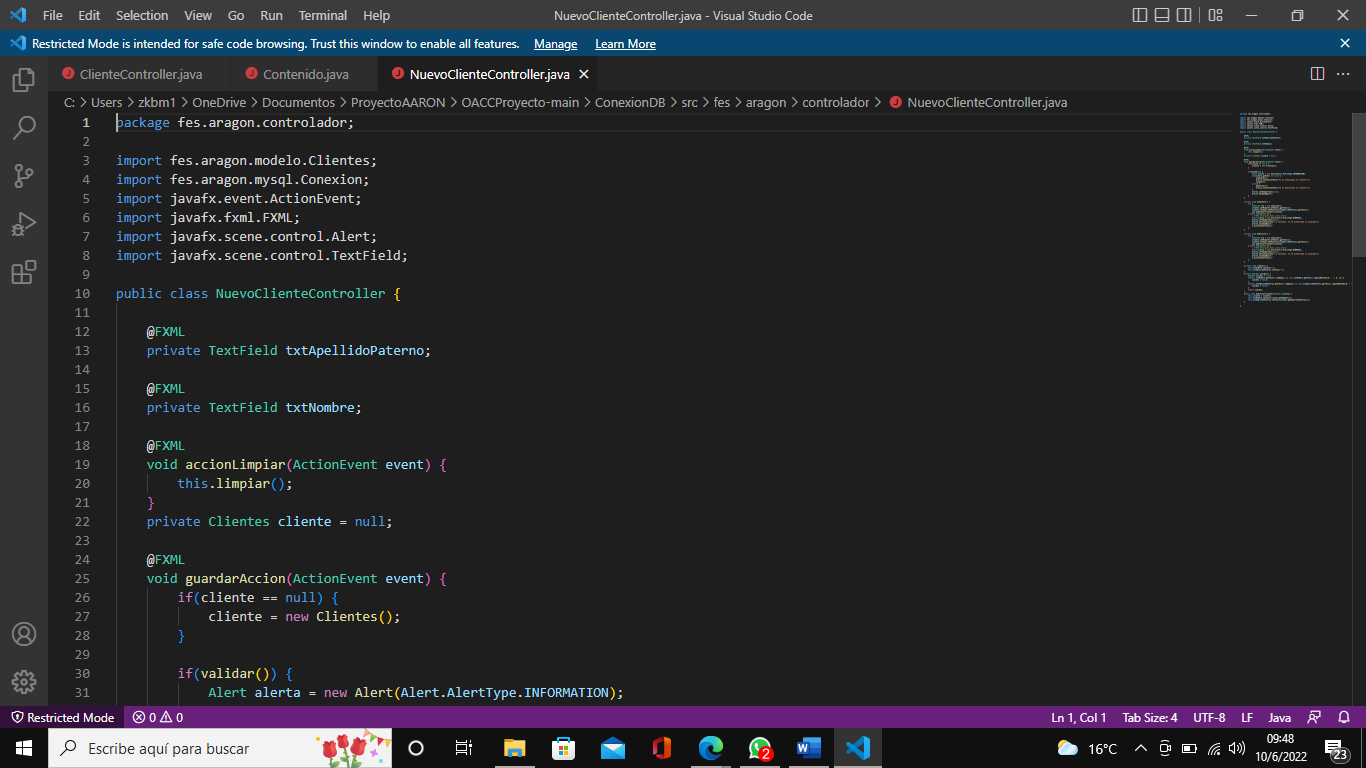 File Edit Selection View Go Run Terminal Help NuevoClienteController.java - Visual Studio Code
Restricted Mode is intended for safe code browsing. Trust this window to enable all features. Manage Learn More
ClienteController.java Contenido.java NuevoClienteController.java
C: > Users > zkbm1 > OneDrive > Documentos > ProyectoAARON > OACCProyecto-main > ConexionDB > src > fes > aragon > controlador > NuevoClienteController.java
1 package fes.aragon.controlador;
2
3 import fes.aragon.modelo.Clientes;
4 import fes.aragon.mysql.Conexion;
5 import javafx.event.ActionEvent;
6 import javafx.fxml.FXML;
7 import javafx.scene.control.Alert;
8 import javafx.scene.control.TextField;
9
10 public class NuevoClienteController {
11
12 @FXML
13 private TextField txtApellidoPaterno;
14
15 @FXML
16 private TextField txtNombre;
17
18 @FXML
19 void accionLimpiar(ActionEvent event) {
20 this.limpiar();
21 }
22 private Clientes cliente = null;
23
24 @FXML
25 void guardarAccion(ActionEvent event) {
26 if(cliente == null) {
27 cliente = new Clientes();
28 }
29
30 if(validar()) {
31 Alert alerta = new Alert(Alert.AlertType.INFORMATION);
Restricted Mode 0 0 Ln 1, Col 1 Tab Size: 4 UTF-8 LF Java
Escribe aquí para buscar 2 16°C 09:48
10/6/2022 23